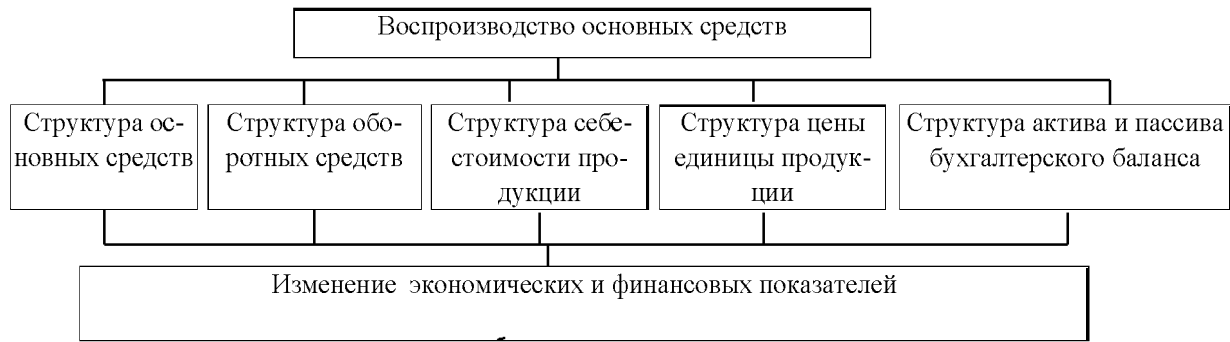 Воспроизводство основных средств
Структура ос-
новных средств
Структура обо-
ротных средств
Структура себе-
стоимости про-
дукции
Структура цены
единицы продук-
ции
Структура актива и пассива
бухгалтерского баланса
Изменение экономических и финансовых показателей